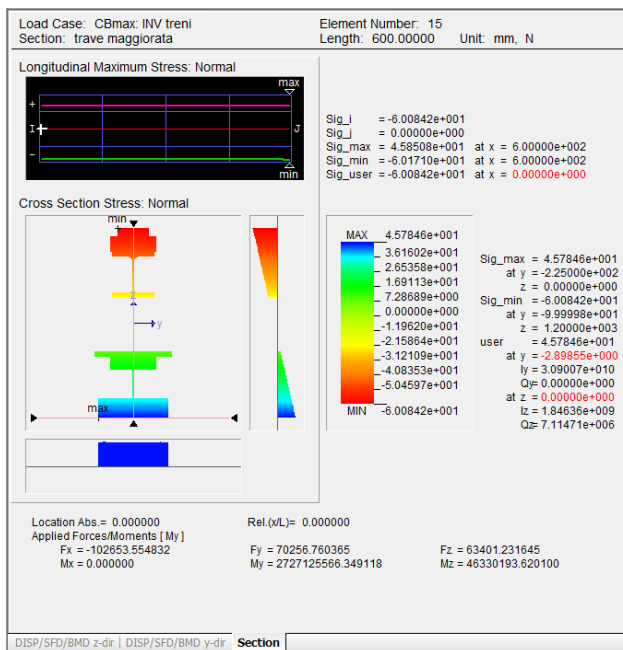 Load Case: CBmax: INV treni
Element Number: 15
Section: trave maggiorata
Length: 600.00000 Unit: mm, N
Longitudinal Maximum Stress: Normal
max
+
I
J
-
min
Sig_i = -6.00842e+001
Sig_j = 0.00000e+000
Sig_max = 4.58508e+001 at x = 6.00000e+002
Sig_min = -6.01710e+001 at x = 6.00000e+002
Sig_user = -6.00842e+001 at x = 0.00000e+000
Cross Section Stress: Normal
min
z
y
max
MAX 4.57846e+001
3.61602e+001
2.65358e+001
1.69113e+001
7.28689e+000
0.00000e+000
-1.19620e+001
-2.15864e+001
-3.12109e+001
-4.08353e+001
-5.04597e+001
MIN -6.00842e+001
Sig_max = 4.57846e+001
at y = -2.25000e+002
z = 0.00000e+000
Sig_min = -6.00842e+001
at y = -9.99998e+001
z = 1.20000e+003
user = 4.57846e+001
at y = -2.89855e+000
Iy = 3.09007e+010
Qy = 0.00000e+000
at z = 0.00000e+000
Iz = 1.84636e+009
Qz = 7.11471e+006
Location Abs.= 0.000000
Rel.(x/L)= 0.000000
Applied Forces/Moments [ My ]
Fx = -102653.554832
Fy = 70256.760365
Fz = 63401.231645
Mx = 0.000000
My = 2727125566.349118
Mz = 46330193.620100
DISP/SFD/BMD z-dir | DISP/SFD/BMD y-dir Section